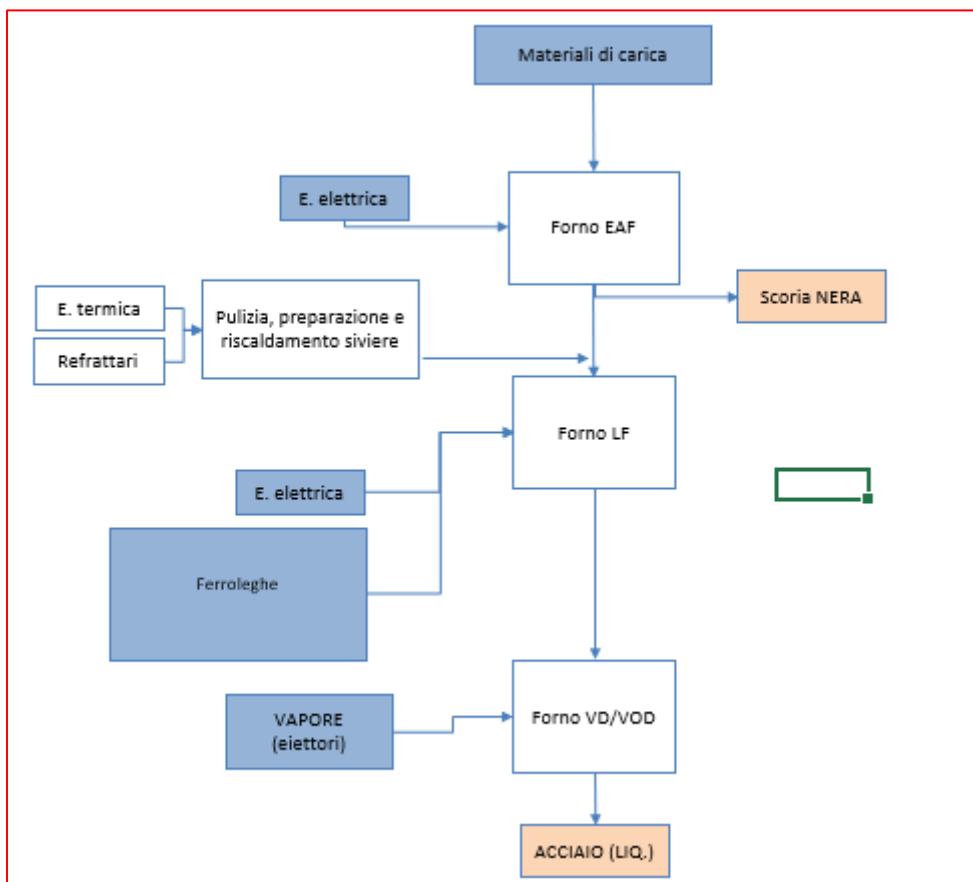 Materiali di carica
E. elettrica
Forno EAF
Scoria NERA
E. termica
Refrattari
Pulizia, preparazione e
riscaldamento siviere
Forno LF
E. elettrica
Ferroleghe
VAPORE
(eiettori)
Forno VD/VOD
ACCIAIO (LIQ.)